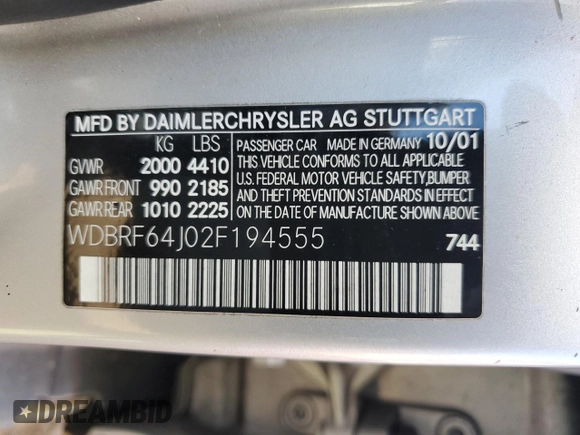 MFD BY DAIMLERCHRYSLER AG STUTTGART
KG LBS
GVWR 2000 4410
GAWR FRONT 990 2185
GAWR REAR 1010 2225
PASSENGER CAR MADE IN GERMANY 10/01
THIS VEHICLE CONFORMS TO ALL APPLICABLE
U.S. FEDERAL MOTOR VEHICLE SAFETY, BUMPER
AND THEFT PREVENTION STANDARDS IN EFFECT
ON THE DATE OF MANUFACTURE SHOWN ABOVE.
WDBRF64J02F194555
744
DREAMBID